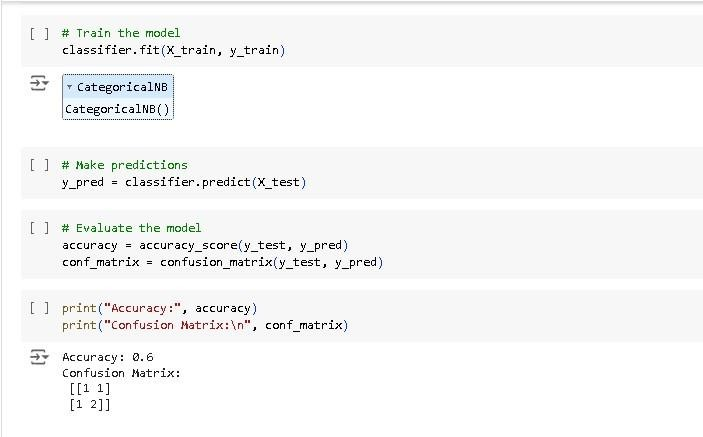 [ ] # Train the model
classifier.fit(X_train, y_train)
▾ CategoricalNB
CategoricalNB()
[ ] # Make predictions
y_pred = classifier.predict(X_test)
[ ] # Evaluate the model
accuracy = accuracy_score(y_test, y_pred)
conf_matrix = confusion_matrix(y_test, y_pred)
[ ] print("Accuracy:", accuracy)
print("Confusion Matrix:\n", conf_matrix)
Accuracy: 0.6
Confusion Matrix:
[[1 1]
[1 2]]